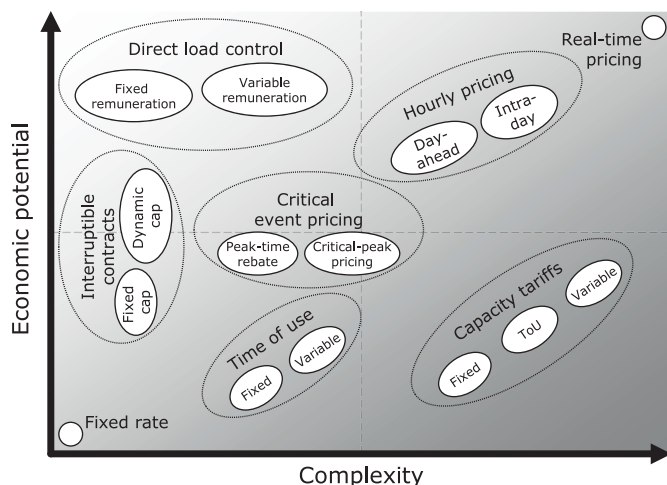 Direct load control
Fixed
remuneration
Variable
remuneration
Real-time
pricing
Hourly pricing
Day-
ahead
Intra-
day
Interruptible
contracts
Dynamic
cap
Fixed
cap
Critical
event pricing
Peak-time
rebate
Critical-peak
pricing
Time of use
Fixed
Variable
Capacity tariffs
Fixed
ToU
Variable
Fixed rate
Economic potential
Complexity